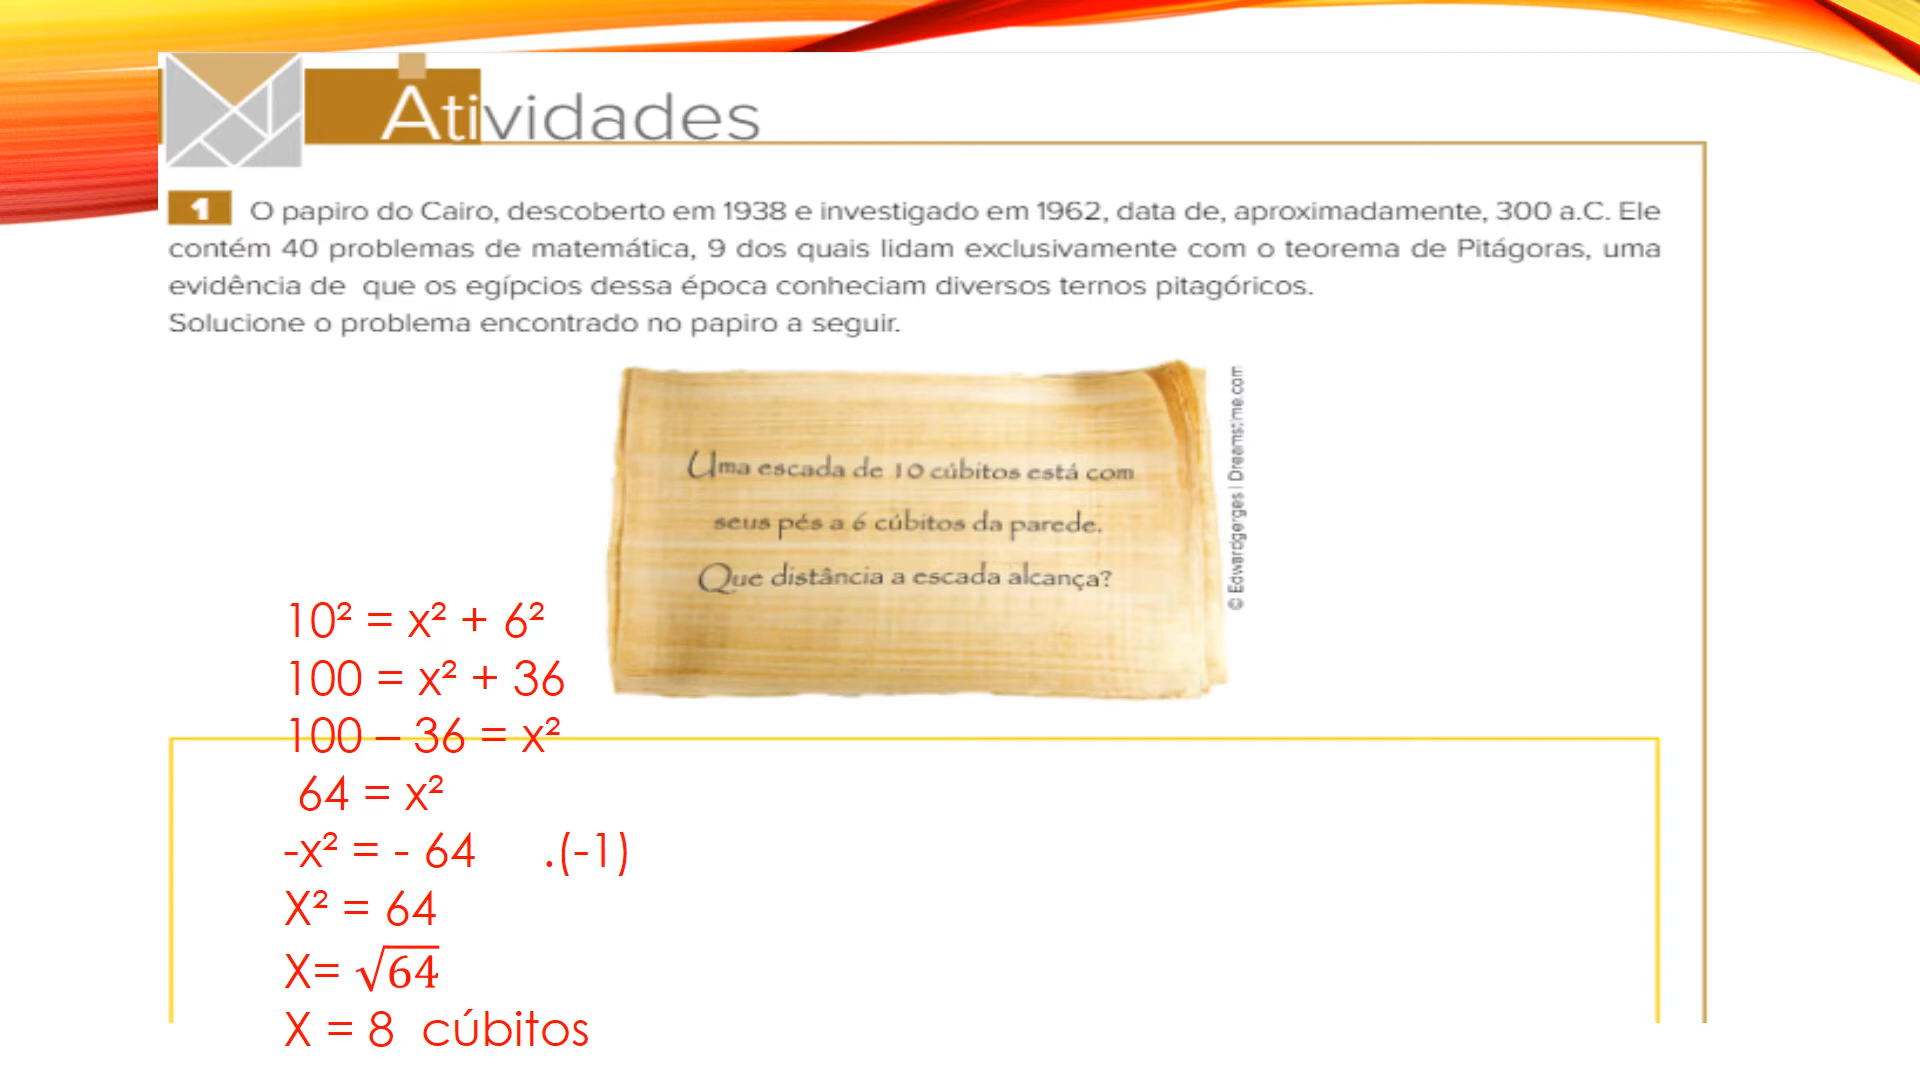 Atividades
1 O papiro do Cairo, descoberto em 1938 e investigado em 1962, data de, aproximadamente, 300 a.C. Ele
contém 40 problemas de matemática, 9 dos quais lidam exclusivamente com o teorema de Pitágoras, uma
evidência de que os egípcios dessa época conheciam diversos ternos pitagóricos.
Solucione o problema encontrado no papiro a seguir.
Uma escada de 10 cúbitos está com
seus pés a 6 cúbitos da parede.
Que distância a escada alcança?
© Edwardgerges | Dreamstime.com
10² = x² + 6²
100 = x² + 36
100 – 36 = x²
64 = x²
-x² = - 64 .(-1)
X² = 64
X= √64
X = 8 cúbitos